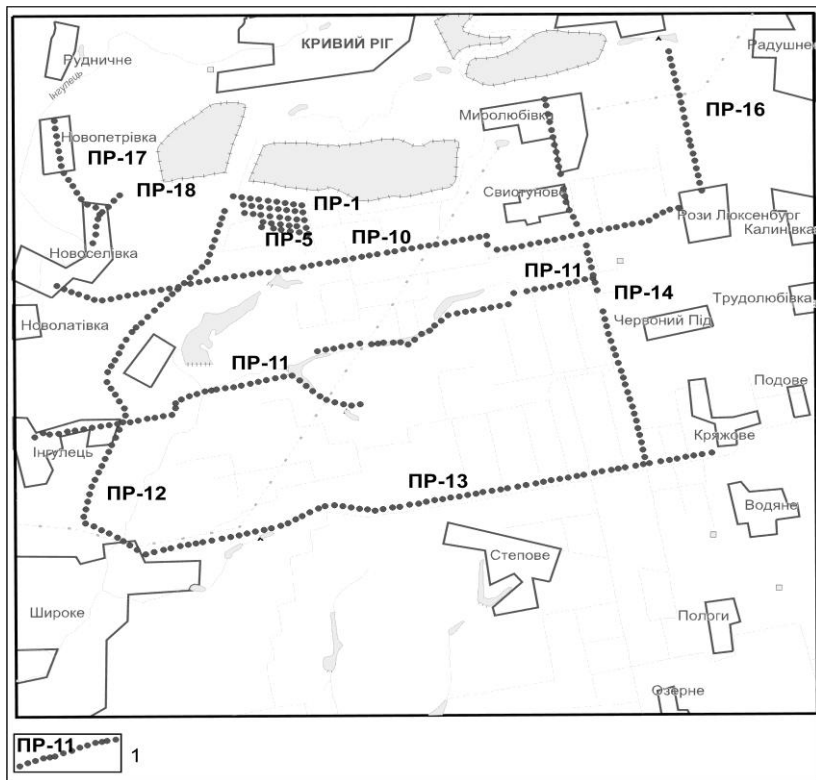 КРИВИЙ РІГ
Радушне
Рудничне
Інгулець
Миролюбівка
ПР-16
Новопетрівка
ПР-17
ПР-18
Свистуново
ПР-1
Рози Люксенбург
Калинівка
ПР-5
ПР-10
Новоселівка
ПР-11
ПР-14
Трудолюбівка
Новолатівка
Червоний Під
ПР-11
Подове
Кряжове
Інгулець
ПР-12
ПР-13
Водяне
Степове
Широке
Пологи
Озерне
ПР-11
1